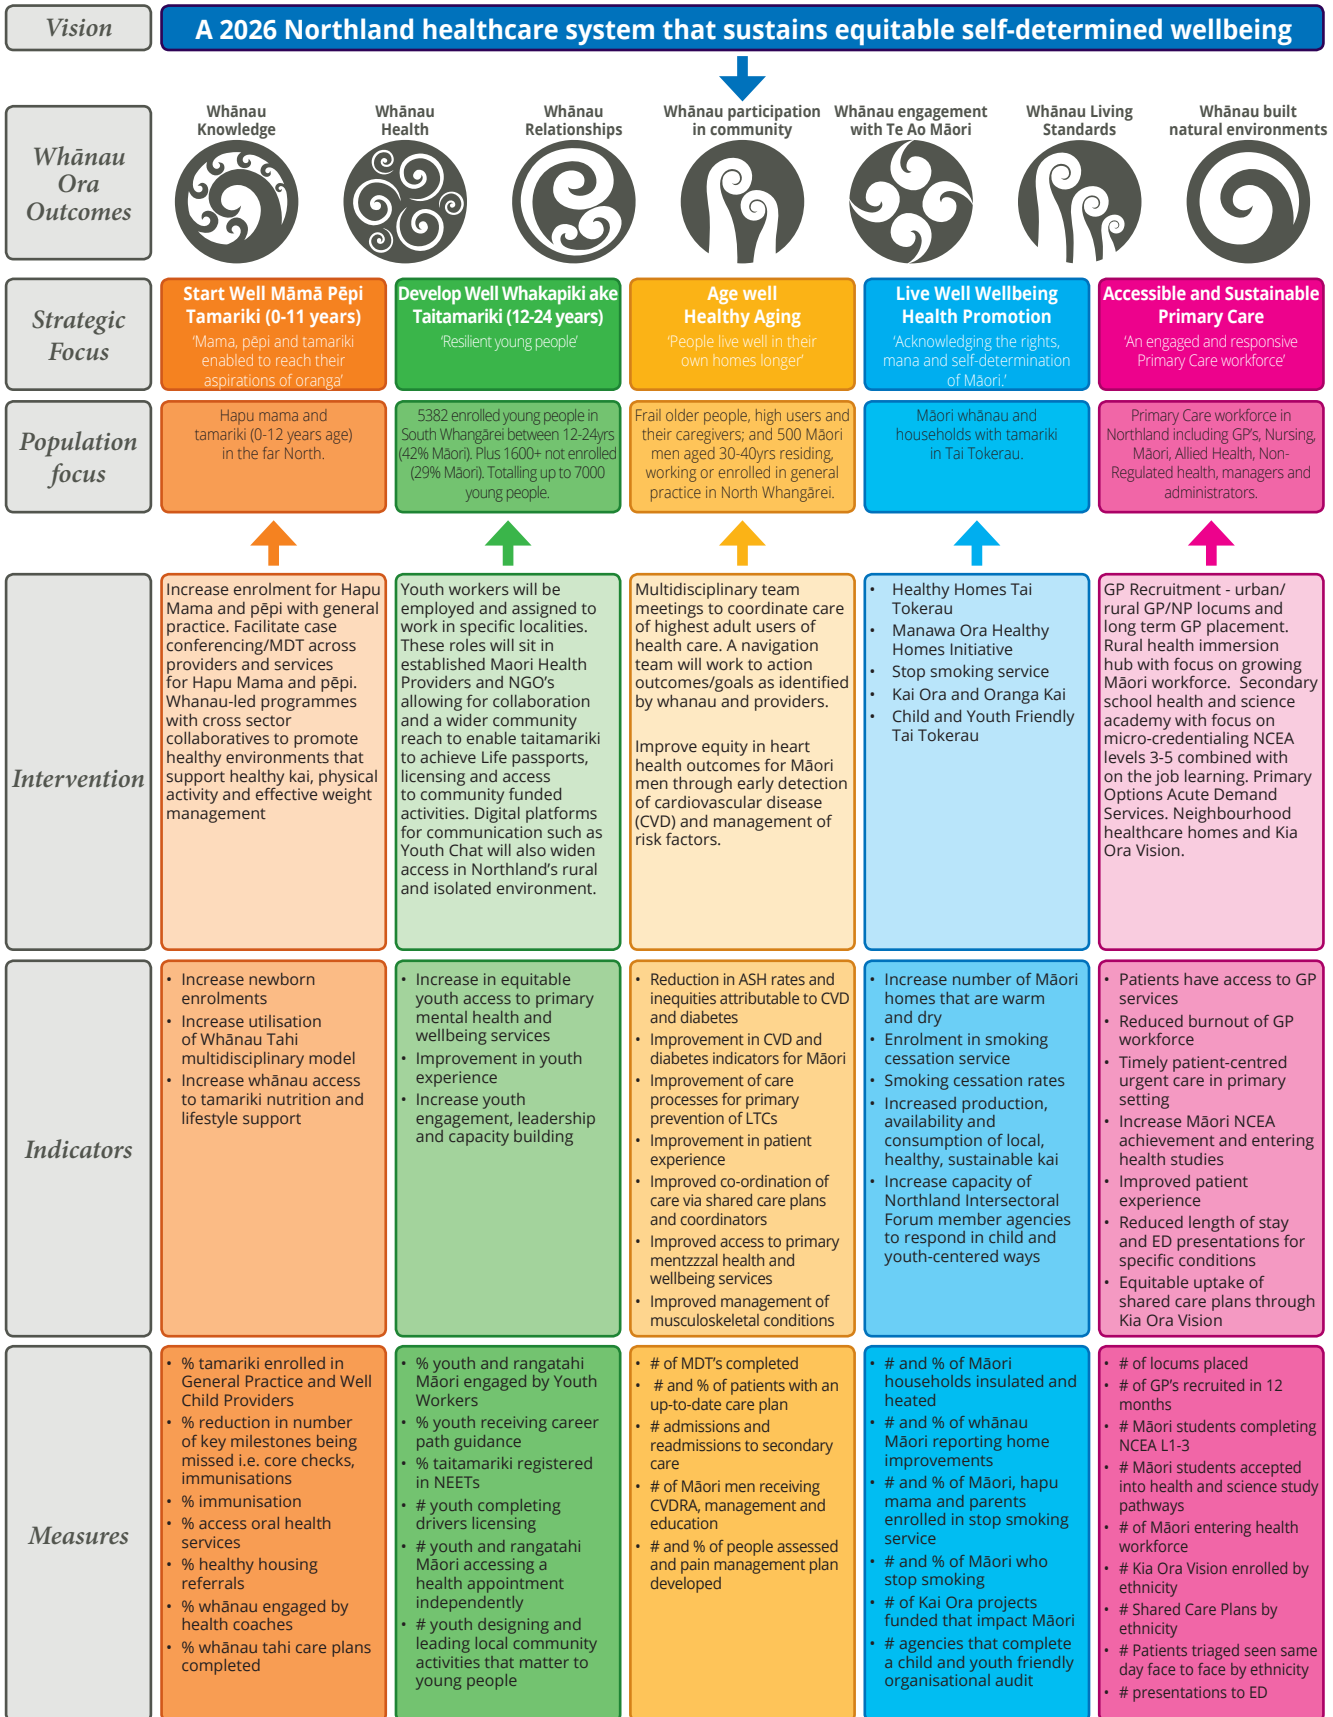 Vision
A 2026 Northland healthcare system that sustains equitable self-determined wellbeing
Whānau
Ora
Outcomes
Whānau
Knowledge
Whānau
Health
Whānau
Relationships
Whānau participation
in community
Whānau engagement
with Te Ao Māori
Whānau Living
Standards
Whānau built
natural environments
Strategic
Focus
Start Well Māmā Pēpi
Tamariki (0-11 years)
‘Mama, pēpi and tamariki
enabled to reach their
aspirations of oranga’
Develop Well Whakapiki ake
Taitamariki (12-24 years)
‘Resilient young people’
Age well
Healthy Aging
‘People live well in their
own homes longer’
Live Well Wellbeing
Health Promotion
‘Acknowledging the rights,
mana and self-determination
of Māori.’
Accessible and Sustainable
Primary Care
‘An engaged and responsive
Primary Care workforce’
Population
focus
Hapu mama and
tamariki (0-12 years age)
in the far North.
5382 enrolled young people in
South Whangārei between 12-24yrs
(42% Māori). Plus 1600+ not enrolled
(29% Māori). Totalling up to 7000
young people.
Frail older people, high users and
their caregivers; and 500 Māori
men aged 30-40yrs residing,
working or enrolled in general
practice in North Whangārei.
Māori whānau and
households with tamariki
in Tai Tokerau.
Primary Care workforce in
Northland including GP’s, Nursing,
Māori, Allied Health, Non-
Regulated health, managers and
administrators.
Intervention
Increase enrolment for Hapu
Mama and pēpi with general
practice. Facilitate case
conferencing/MDT across
providers and services
for Hapu Mama and pēpi.
Whanau-led programmes
with cross sector
collaboratives to promote
healthy environments that
support healthy kai, physical
activity and effective weight
management
Youth workers will be
employed and assigned to
work in specific localities.
These roles will sit in
established Maori Health
Providers and NGO’s
allowing for collaboration
and a wider community
reach to enable taitamariki
to achieve Life passports,
licensing and access
to community funded
activities. Digital platforms
for communication such as
Youth Chat will also widen
access in Northland’s rural
and isolated environment.
Multidisciplinary team
meetings to coordinate care
of highest adult users of
health care. A navigation
team will work to action
outcomes/goals as identified
by whanau and providers.
Improve equity in heart
health outcomes for Māori
men through early detection
of cardiovascular disease
(CVD) and management of
risk factors.
• Healthy Homes Tai
Tokerau
• Manawa Ora Healthy
Homes Initiative
• Stop smoking service
• Kai Ora and Oranga Kai
• Child and Youth Friendly
Tai Tokerau
GP Recruitment - urban/
rural GP/NP locums and
long term GP placement.
Rural health immersion
hub with focus on growing
Māori workforce. Secondary
school health and science
academy with focus on
micro-credentialing NCEA
levels 3-5 combined with
on the job learning. Primary
Options Acute Demand
Services. Neighbourhood
healthcare homes and Kia
Ora Vision.
Indicators
• Increase newborn
enrolments
• Increase utilisation
of Whānau Tahi
multidisciplinary model
• Increase whānau access
to tamariki nutrition and
lifestyle support
• Increase in equitable
youth access to primary
mental health and
wellbeing services
• Improvement in youth
experience
• Increase youth
engagement, leadership
and capacity building
• Reduction in ASH rates and
inequities attributable to CVD
and diabetes
• Improvement in CVD and
diabetes indicators for Māori
• Improvement of care
processes for primary
prevention of LTCs
• Improvement in patient
experience
• Improved co-ordination of
care via shared care plans
and coordinators
• Improved access to primary
mentzzzal health and
wellbeing services
• Improved management of
musculoskeletal conditions
• Increase number of Māori
homes that are warm
and dry
• Enrolment in smoking
cessation service
• Smoking cessation rates
• Increased production,
availability and
consumption of local,
healthy, sustainable kai
• Increase capacity of
Northland Intersectoral
Forum member agencies
to respond in child and
youth-centered ways
• Patients have access to GP
services
• Reduced burnout of GP
workforce
• Timely patient-centred
urgent care in primary
setting
• Increase Māori NCEA
achievement and entering
health studies
• Improved patient
experience
• Reduced length of stay
and ED presentations for
specific conditions
• Equitable uptake of
shared care plans through
Kia Ora Vision
Measures
• % tamariki enrolled in
General Practice and Well
Child Providers
• % reduction in number
of key milestones being
missed i.e. core checks,
immunisations
• % immunisation
• % access oral health
services
• % healthy housing
referrals
• % whānau engaged by
health coaches
• % whānau tahi care plans
completed
• % youth and rangatahi
Māori engaged by Youth
Workers
• % youth receiving career
path guidance
• % taitamariki registered
in NEETs
• # youth completing
drivers licensing
• # youth and rangatahi
Māori accessing a
health appointment
independently
• # youth designing and
leading local community
activities that matter to
young people
• # of MDT’s completed
• # and % of patients with an
up-to-date care plan
• # admissions and
readmissions to secondary
care
• # of Māori men receiving
CVDRA, management and
education
• # and % of people assessed
and pain management plan
developed
• # and % of Māori
households insulated and
heated
• # and % of whānau
Māori reporting home
improvements
• # and % of Māori, hapu
mama and parents
enrolled in stop smoking
service
• # and % of Māori who
stop smoking
• # of Kai Ora projects
funded that impact Māori
• # agencies that complete
a child and youth friendly
organisational audit
• # of locums placed
• # of GP’s recruited in 12
months
• # Māori students completing
NCEA L1-3
• # Māori students accepted
into health and science study
pathways
• # of Māori entering health
workforce
• # Kia Ora Vision enrolled by
ethnicity
• # Shared Care Plans by
ethnicity
• # Patients triaged seen same
day face to face by ethnicity
• # presentations to ED